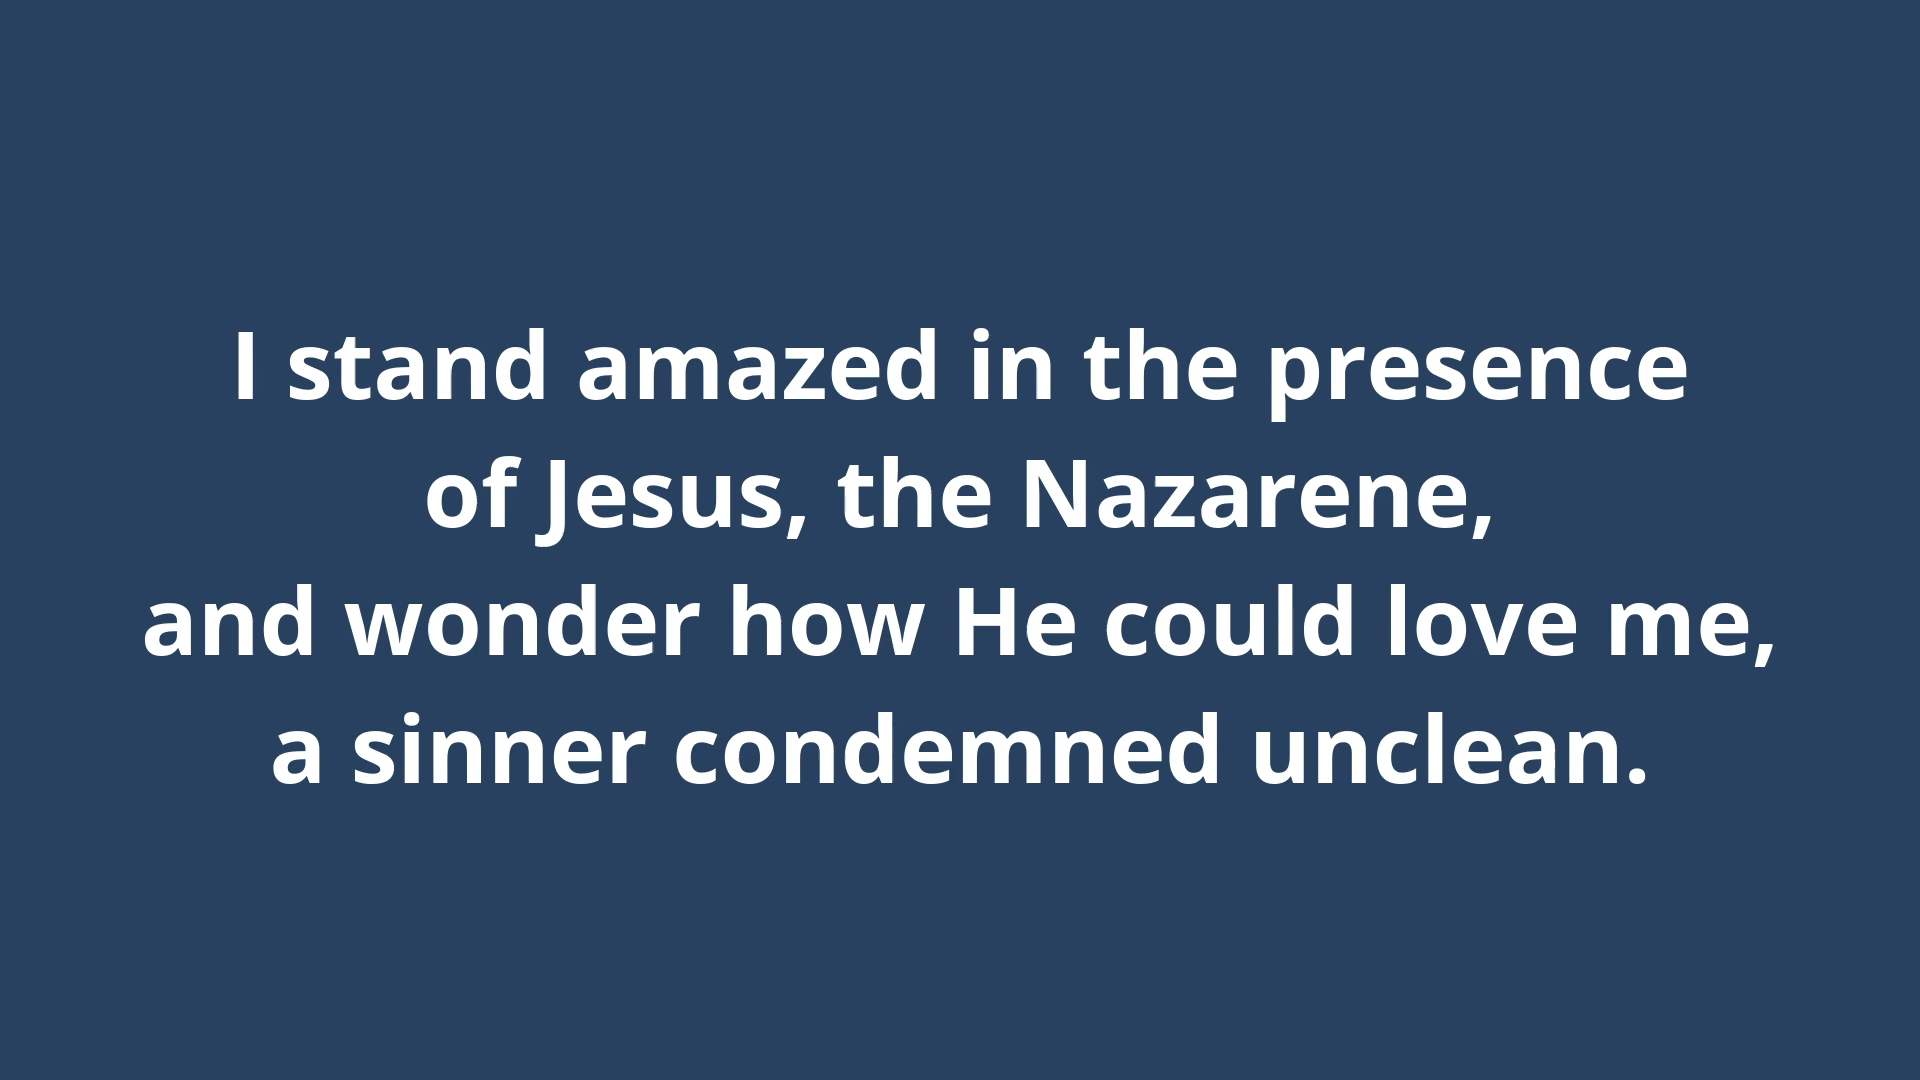 I stand amazed in the presence
of Jesus, the Nazarene,
and wonder how He could love me,
a sinner condemned unclean.